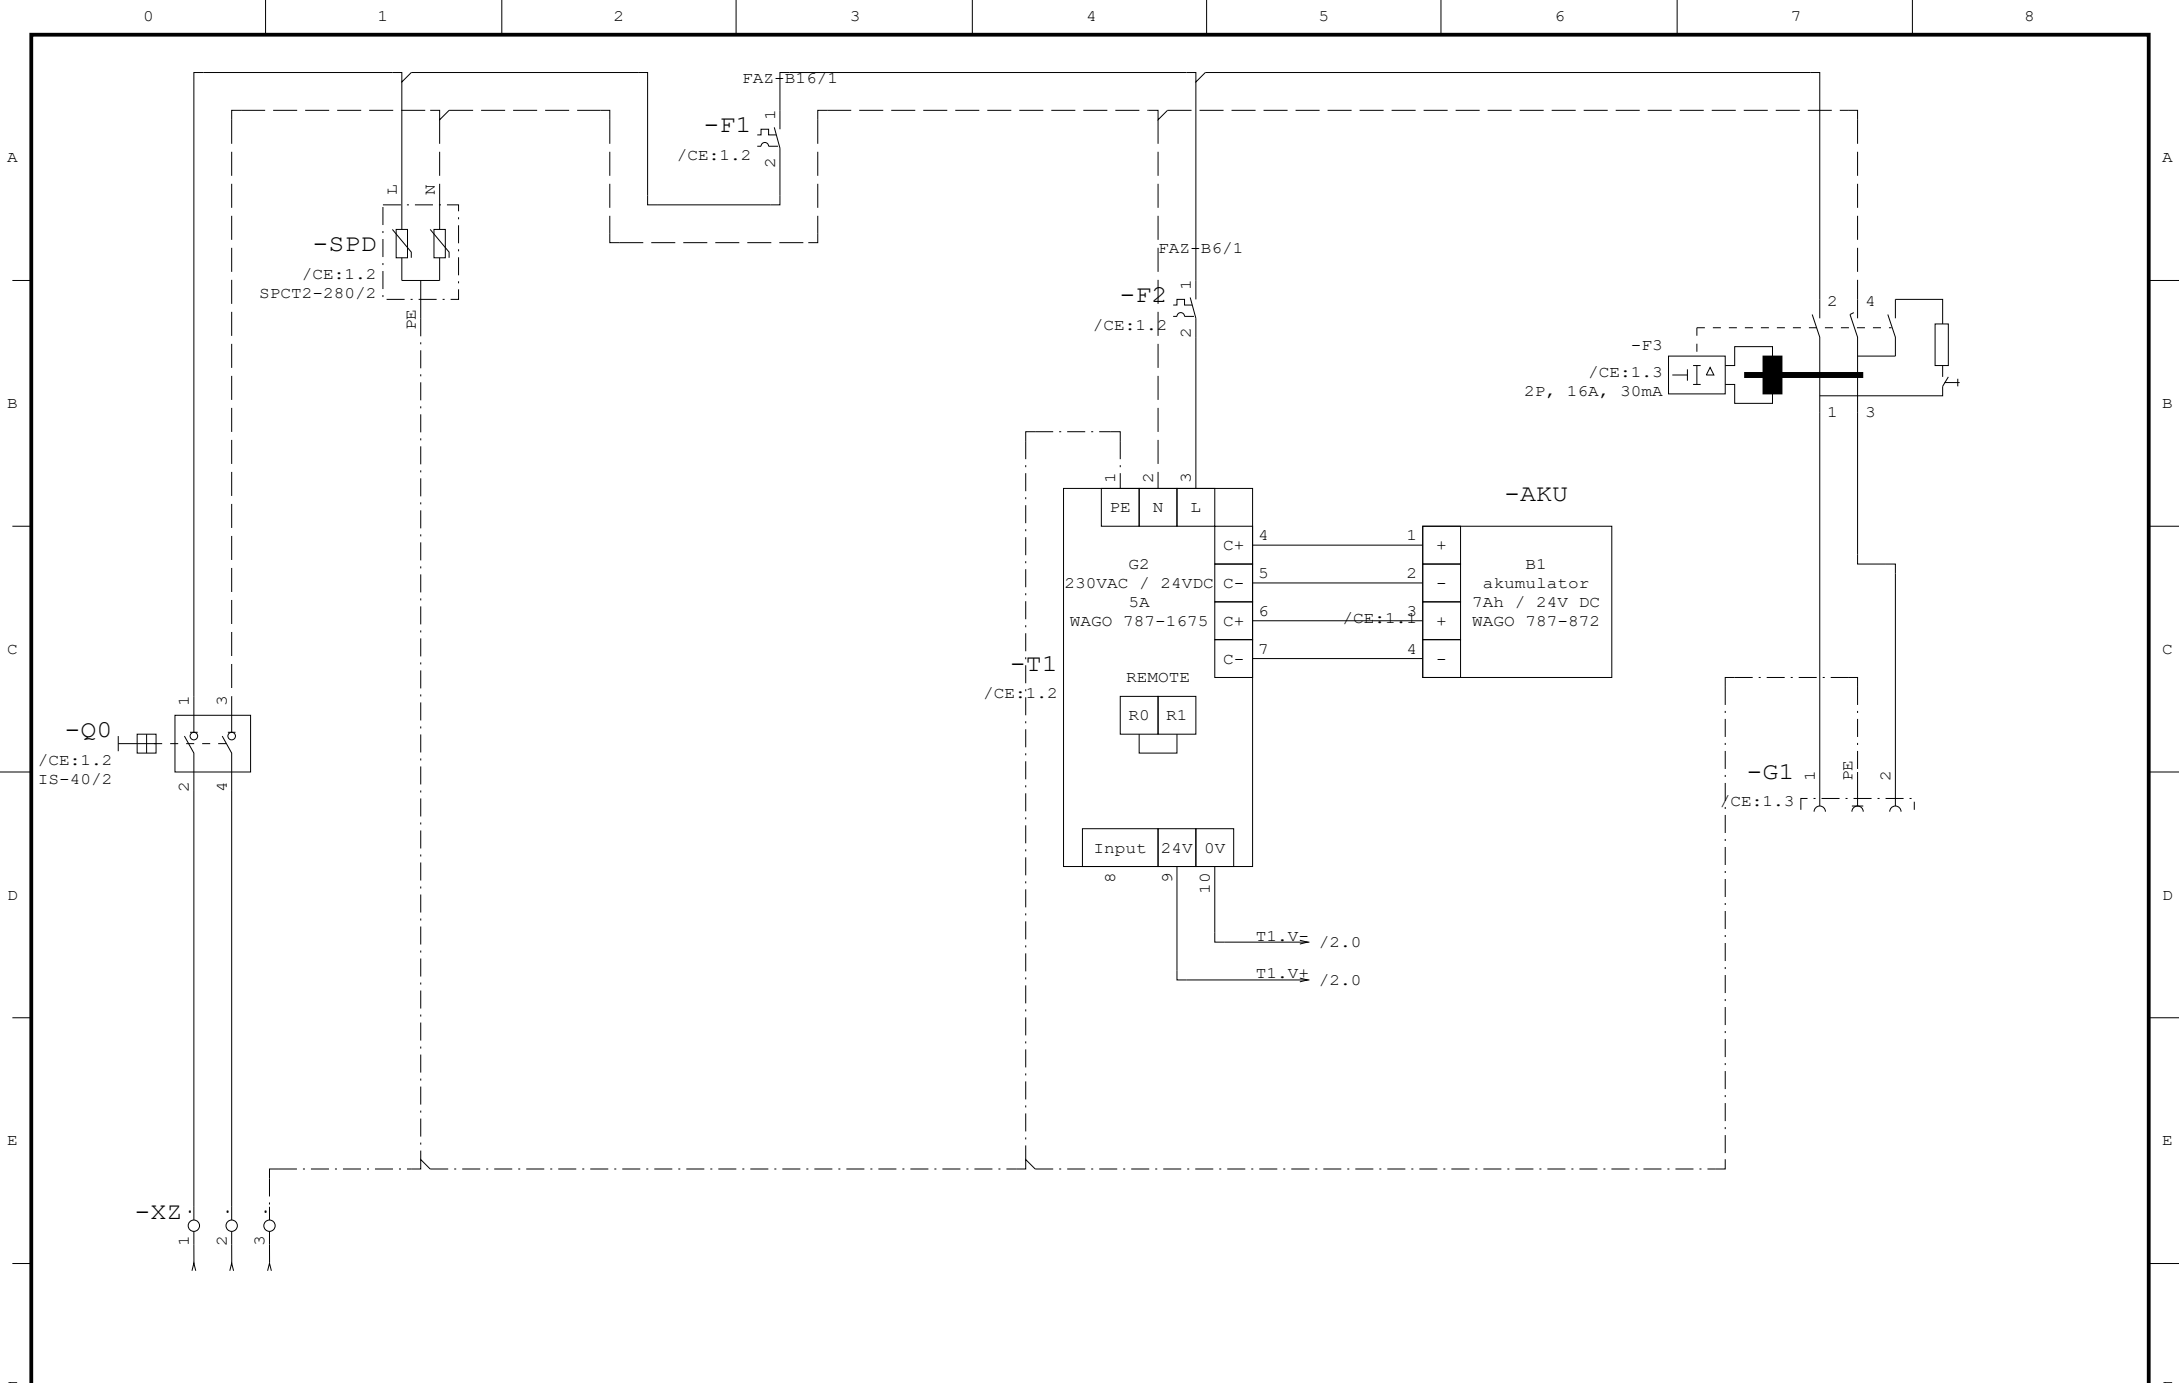 0 1 2 3 4 5 6 7 8
A A
B B
C C
D D
E E
FAZ-B16/1
-F1
/CE:1.2
1
2
L N
-SPD
/CE:1.2
SPCT2-280/2
PE
FAZ-B6/1
-F2
/CE:1.2
1
2
2 4
-F3
/CE:1.3
2P, 16A, 30mA
1 3
1 2 3
PE N L
-T1
/CE:1.2
G2
230VAC / 24VDC
5A
WAGO 787-1675
C+ 4
C- 5
C+ 6
C- 7
REMOTE
R0 R1
Input 24V 0V
8 9 10
T1.V- /2.0
T1.V+ /2.0
-AKU
/CE:1.1
1 +
2 -
3 +
4 -
B1
akumulator
7Ah / 24V DC
WAGO 787-872
1 3
-Q0
/CE:1.2
IS-40/2
2 4
-G1
/CE:1.3
1 PE 2
-XZ
1 2 3